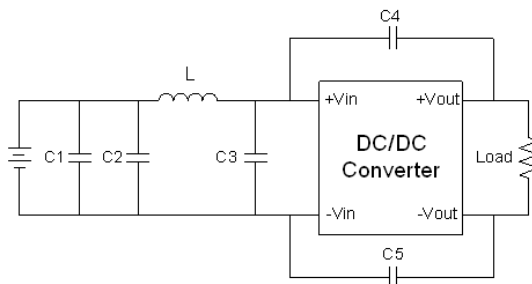 C4
L
+Vin
+Vout
C1
C2
C3
DC/DC
Converter
Load
-Vin
-Vout
C5